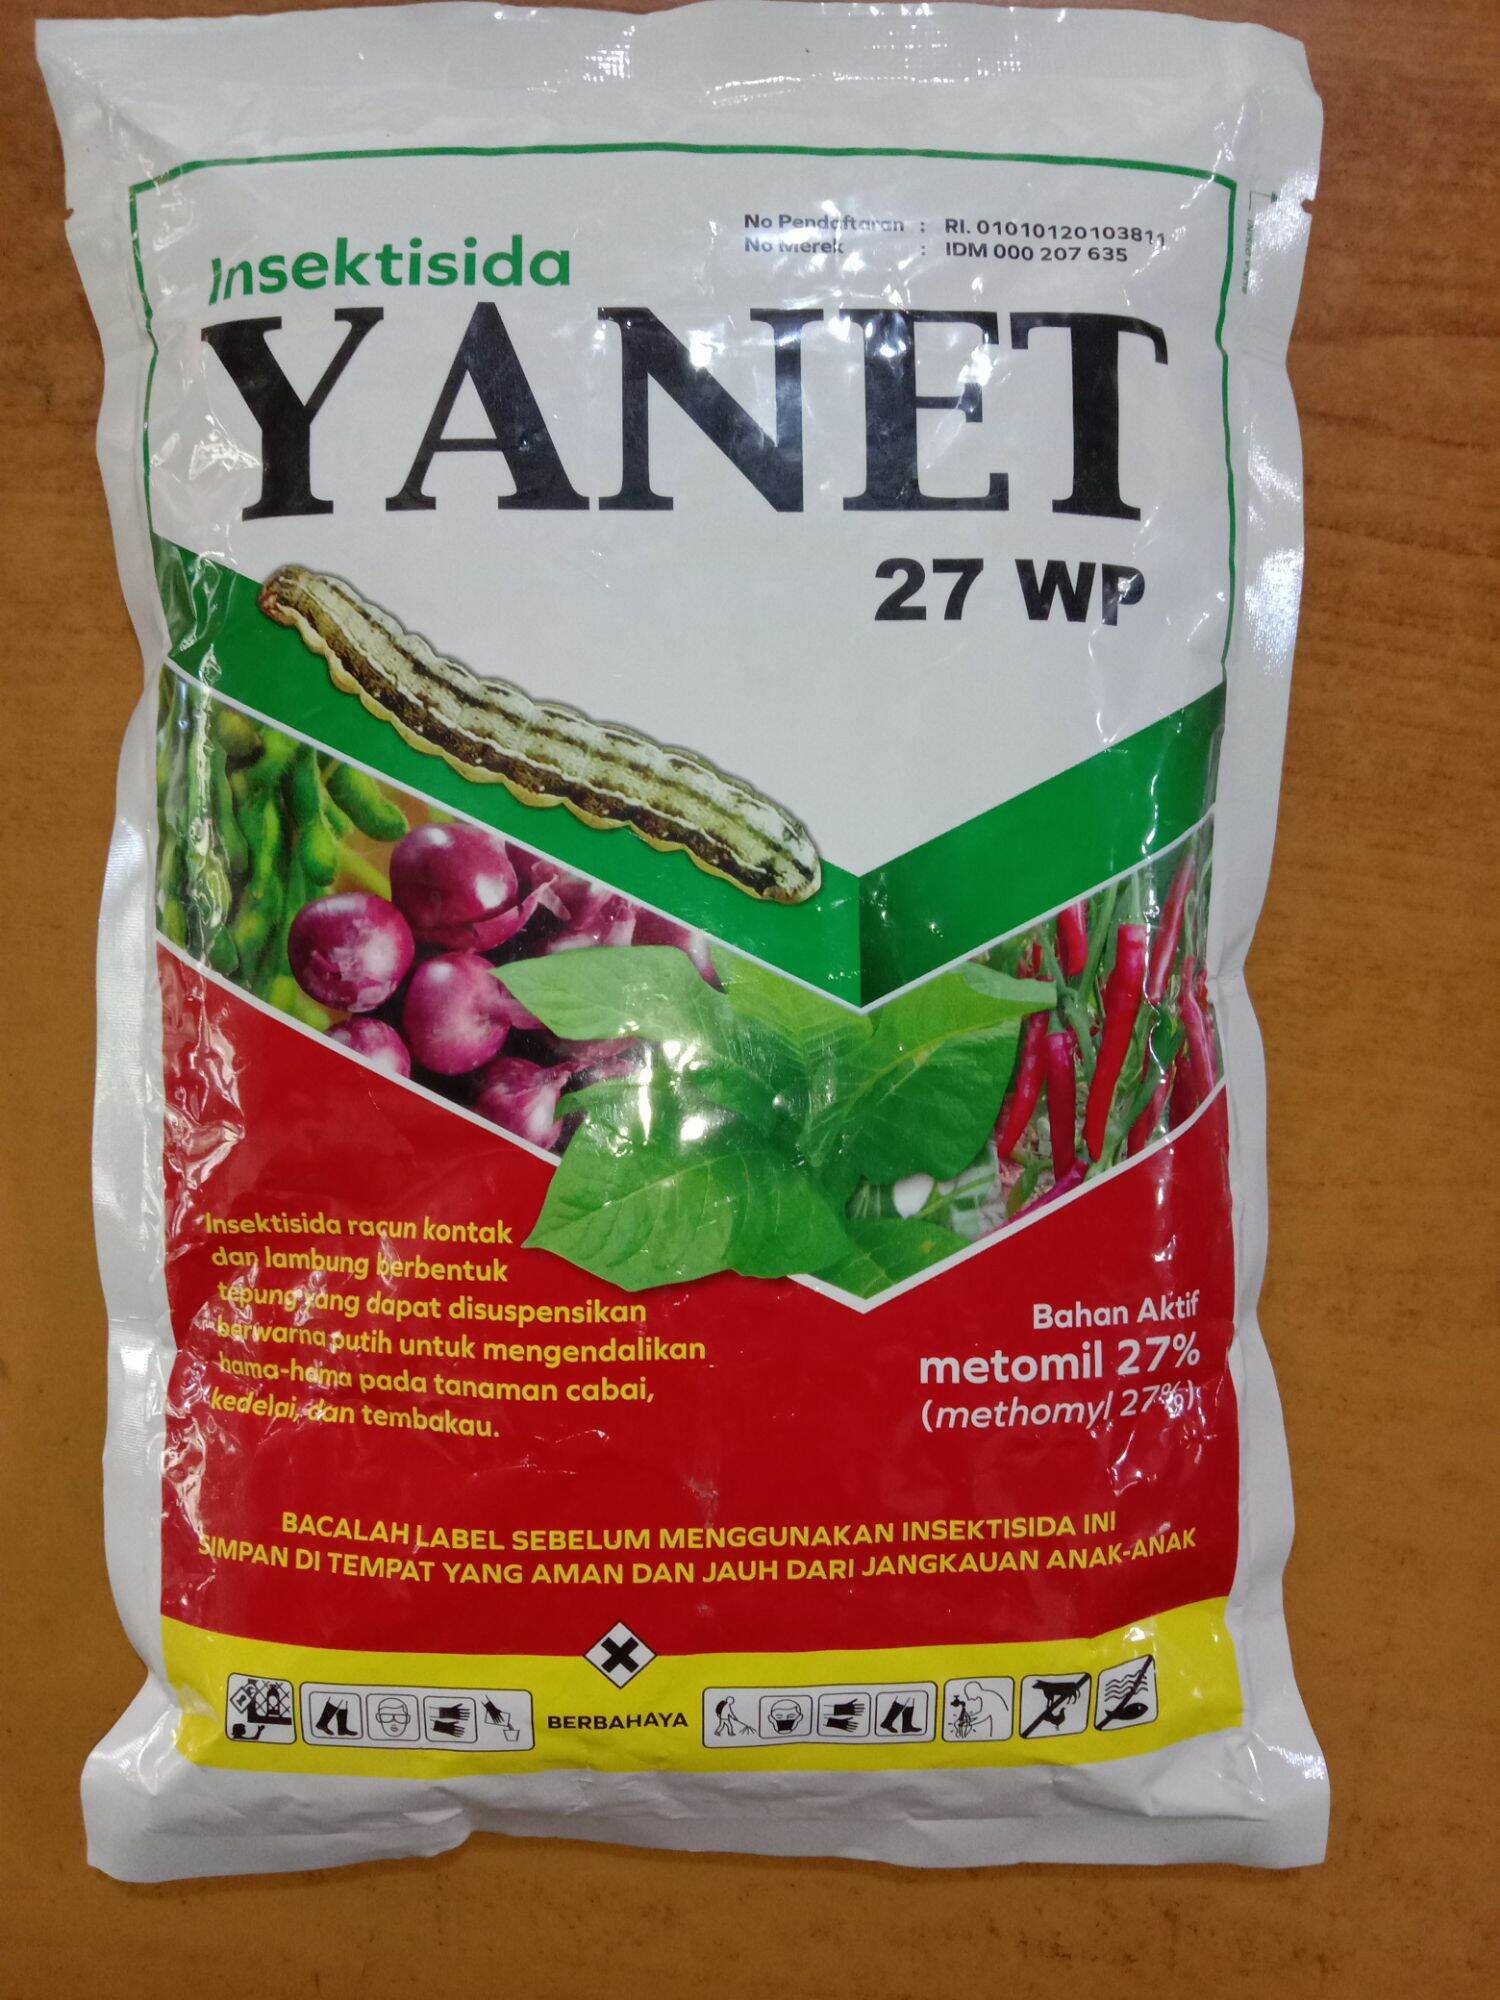 No Pendaftaran : RI. 01010120103811
No Merek : IDM 000 207 635
Insektisida
YANET
27 WP
Insektisida racun kontak
dan lambung berbentuk
tepung yang dapat disuspensikan
berwarna putih untuk mengendalikan
hama-hama pada tanaman cabai,
kedelai, dan tembakau.
Bahan Aktif
metomil 27%
(methomyl 27%)
BACALAH LABEL SEBELUM MENGGUNAKAN INSEKTISIDA INI
SIMPAN DI TEMPAT YANG AMAN DAN JAUH DARI JANGKAUAN ANAK-ANAK
BERBAHAYA